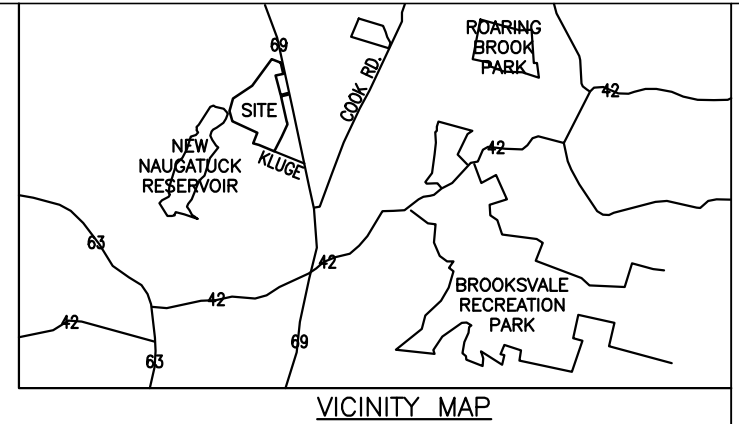 69
ROARING
BROOK
PARK
COOK RD.
42
SITE
42
NEW
NAUGATUCK
RESERVOIR
KLUGE
63
42
42
BROOKSVALE
RECREATION
PARK
42
69
63
VICINITY MAP